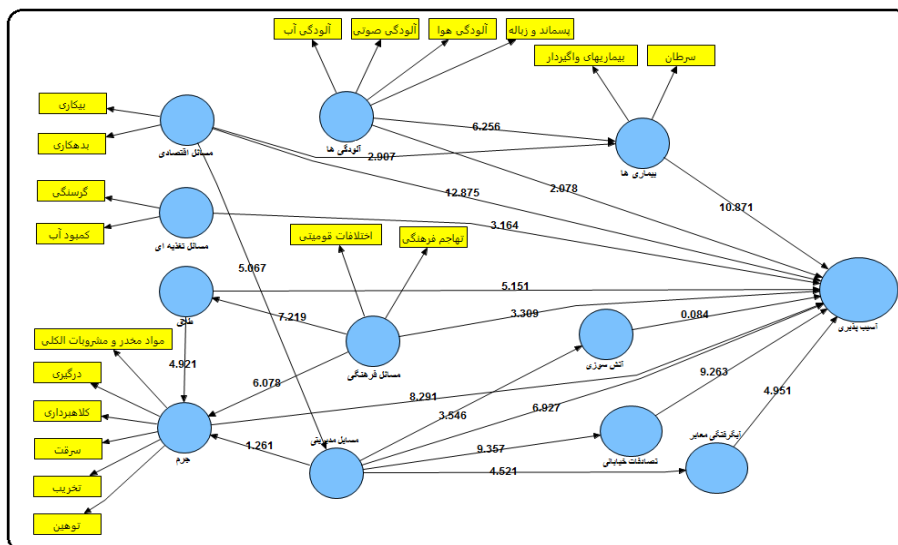 آلودگی آب
آلودگی صوتی
آلودگی هوا
پسماند و زباله
سرطان
بیماریهای واگیردار
بیکاری
بدهکاری
مسائل اقتصادی
آلودگی ها
6.256
بیماری ها
2.907
2.078
12.875
10.871
گرسنگی
کمبود آب
مسائل تغذیه ای
3.164
اختلافات قومیتی
تهاجم فرهنگی
5.067
5.151
آسیب پذیری
طلاق
7.219
3.309
0.084
مسائل فرهنگی
آتش سوزی
مواد مخدر و مشروبات الکلی
4.921
درگیری
6.078
8.291
3.546
6.927
9.263
4.951
کلاهبرداری
سرقت
تخریب
توهین
جرم
1.261
مسایل مدیریتی
9.357
4.521
تصادفات خیابانی
آبگرفتگی معابر